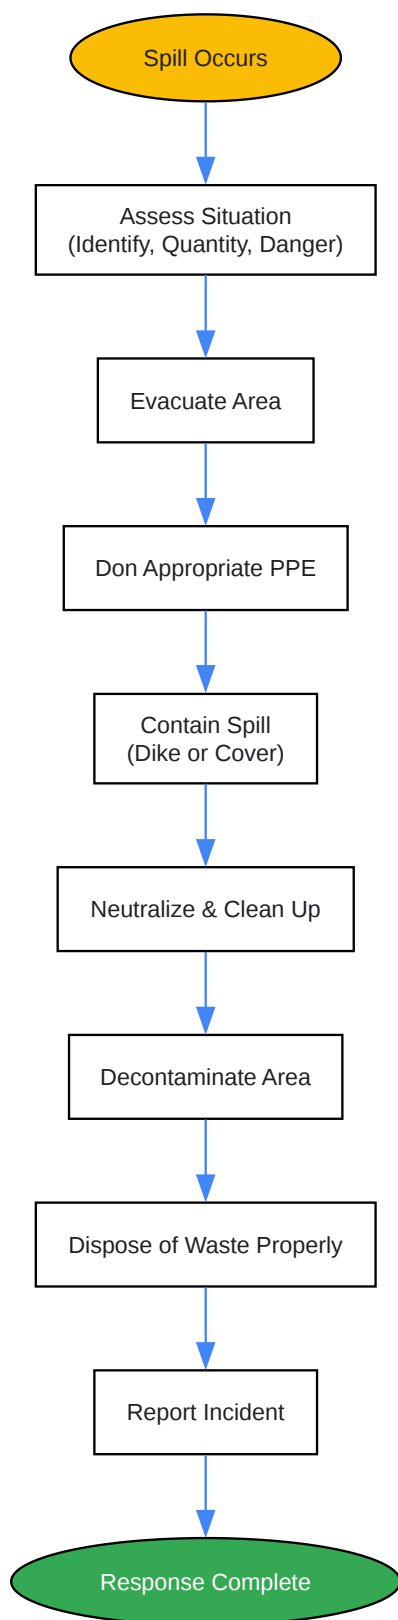 Spill Occurs
Assess Situation
(Identify, Quantity, Danger)
Evacuate Area
Don Appropriate PPE
Contain Spill
(Dike or Cover)
Neutralize & Clean Up
Decontaminate Area
Dispose of Waste Properly
Report Incident
Response Complete